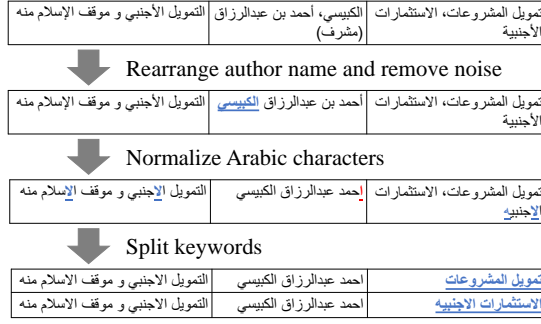 تمويل المشروعات، الاستثمارات الأجنبية
الكبيسي، أحمد بن عبدالرزاق (مشرف)
التمويل الأجنبي و موقف الإسلام منه
Rearrange author name and remove noise
تمويل المشروعات، الاستثمارات الأجنبية
أحمد بن عبدالرزاق الكبيسي
التمويل الأجنبي و موقف الإسلام منه
Normalize Arabic characters
تمويل المشروعات، الاستثمارات الاجنبيه
احمد عبدالرزاق الكبيسي
التمويل الاجنبي و موقف الاسلام منه
Split keywords
تمويل المشروعات
احمد عبدالرزاق الكبيسي
التمويل الاجنبي و موقف الاسلام منه
الاستثمارات الاجنبيه
احمد عبدالرزاق الكبيسي
التمويل الاجنبي و موقف الاسلام منه